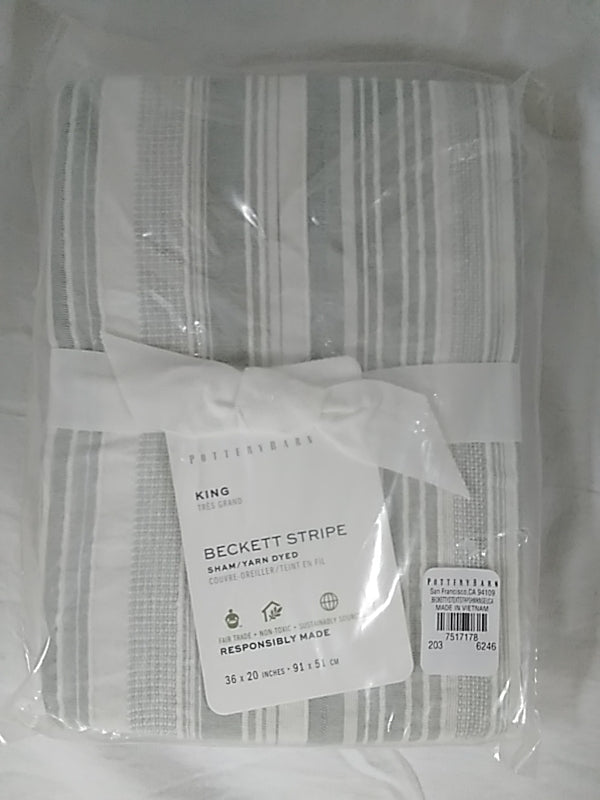 POTTERYBARN
KING
TRÈS GRAND
BECKETT STRIPE
SHAM/YARN DYED
COUVRE-OREILLER/TEINT EN FIL
FAIR TRADE • NON-TOXIC • SUSTAINABLY SOURCED
RESPONSIBLY MADE
36 x 20 INCHES • 91 x 51 CM
POTTERYBARN
San Francisco,CA 94109
MADE IN VIETNAM
7517178
203 6246